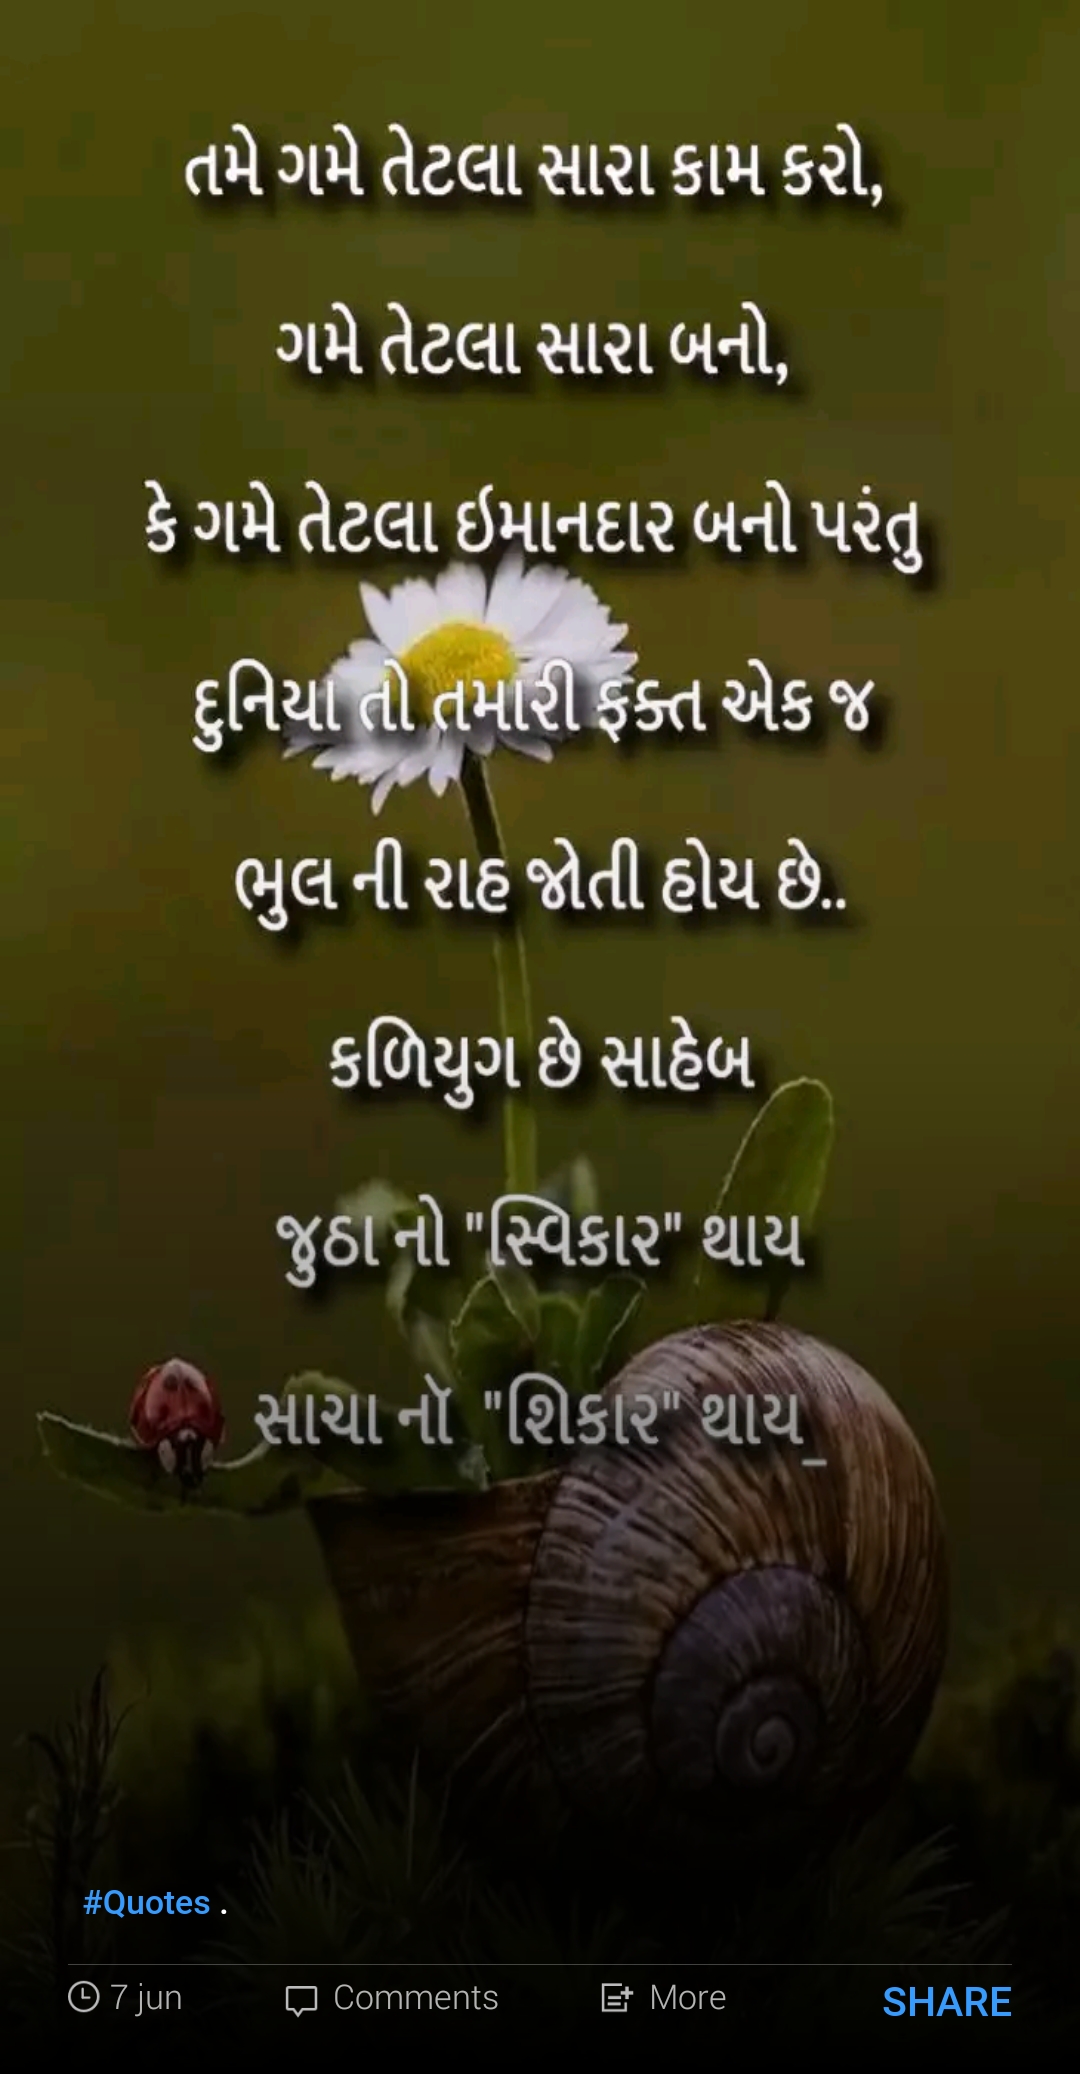 તમે ગમે તેટલા સારા કામ કરો,
ગમે તેટલા સારા બનો,
કે ગમે તેટલા ઇમાનદાર બનો પરંતુ
દુનિયા તો તમારી ફક્ત એક જ
ભુલ ની રાહ જોતી હોય છે..
કળિયુગ છે સાહેબ
જુઠા નો "સ્વિકાર" થાય
સાચા નૉ "શિકાર" થાય_
#Quotes .
7 jun Comments More SHARE